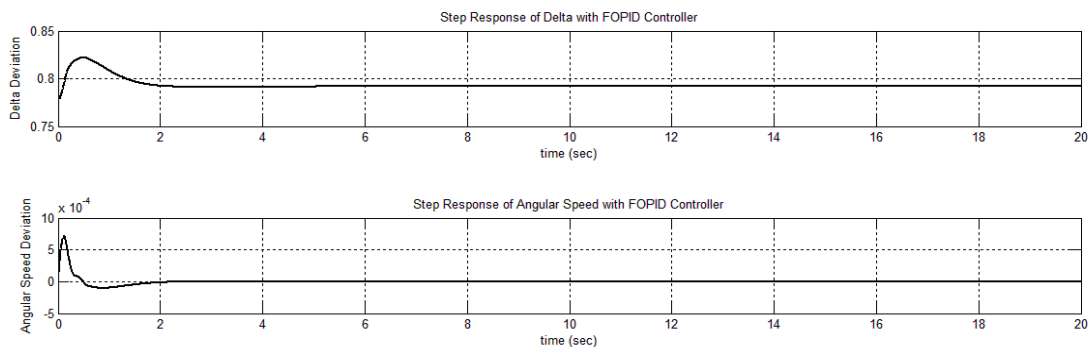 Step Response of Delta with FOPID Controller
Delta Deviation
0.85
0.8
0.75
0 2 4 6 8 10 12 14 16 18 20
time (sec)
Step Response of Angular Speed with FOPID Controller
x 10^-4
Angular Speed Deviation
10
5
0
-5
0 2 4 6 8 10 12 14 16 18 20
time (sec)